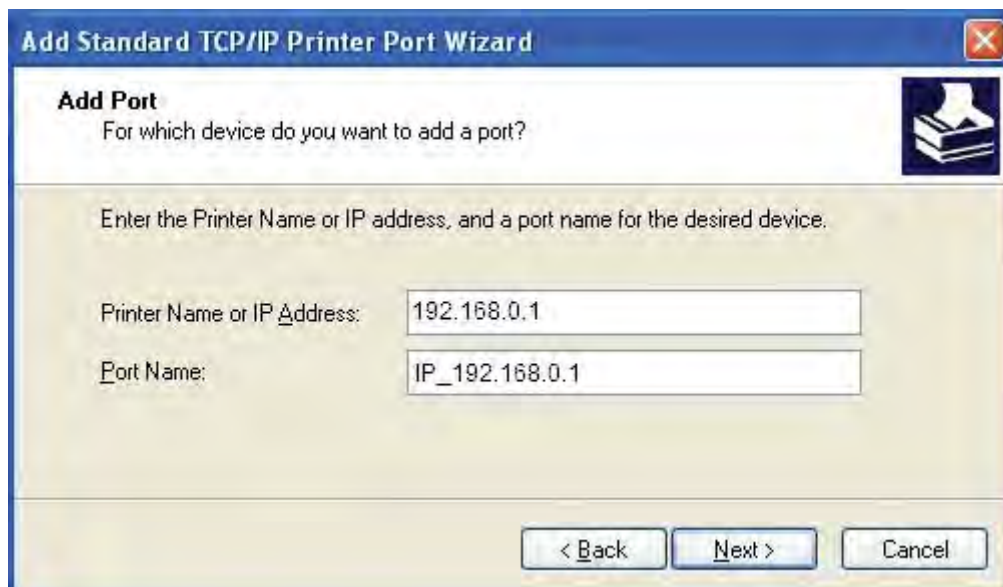 Add Standard TCP/IP Printer Port Wizard
Add Port
For which device do you want to add a port?
Enter the Printer Name or IP address, and a port name for the desired device.
Printer Name or IP Address: 192.168.0.1
Port Name: IP_192.168.0.1
< Back Next > Cancel